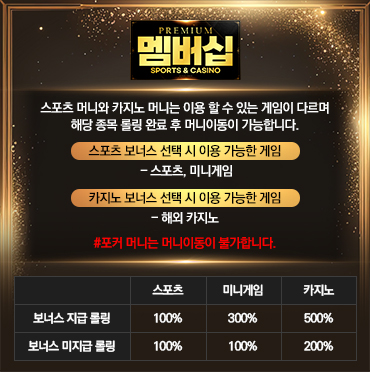 PREMIUM
멤버십
SPORTS & CASINO
스포츠 머니와 카지노 머니는 이용 할 수 있는 게임이 다르며
해당 종목 롤링 완료 후 머니이동이 가능합니다.
스포츠 보너스 선택 시 이용 가능한 게임
- 스포츠, 미니게임
카지노 보너스 선택 시 이용 가능한 게임
- 해외 카지노
#포커 머니는 머니이동이 불가합니다.
스포츠 미니게임 카지노
보너스 지급 롤링 100% 300% 500%
보너스 미지급 롤링 100% 100% 200%